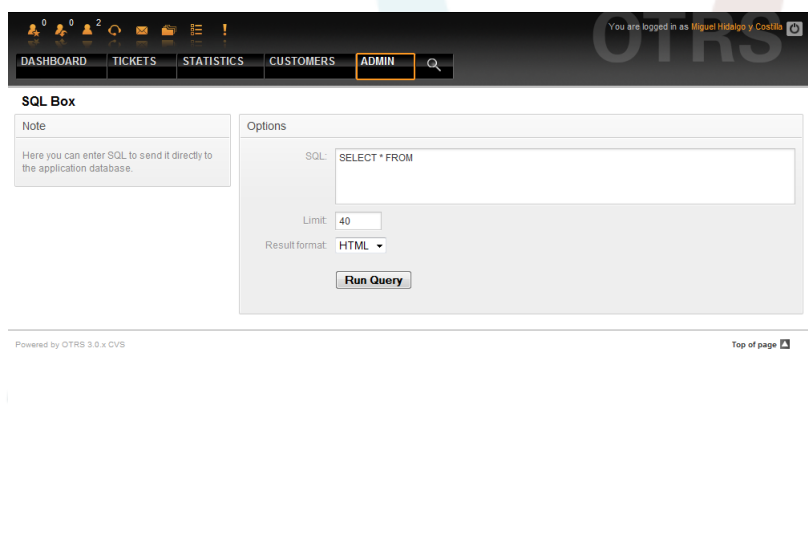 0 0 2
You are logged in as Miguel Hidalgo y Costilla
OTRS
DASHBOARD TICKETS STATISTICS CUSTOMERS ADMIN
SQL Box
Note
Here you can enter SQL to send it directly to
the application database.
Options
SQL: SELECT * FROM
Limit: 40
Result format: HTML
Run Query
Powered by OTRS 3.0.x CVS
Top of page